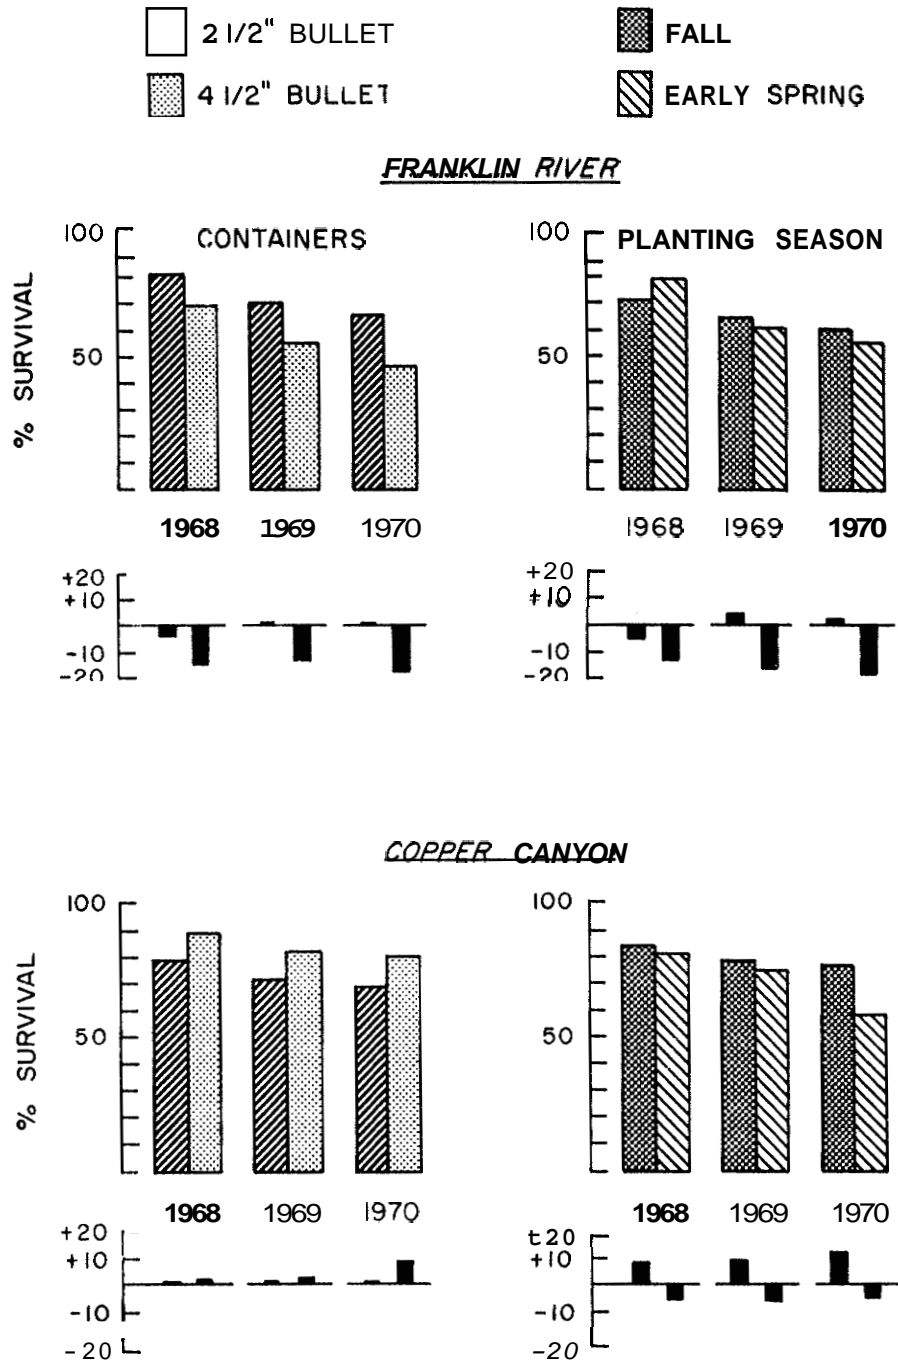 2 1/2" BULLET FALL
4 1/2" BULLET EARLY SPRING
FRANKLIN RIVER
100 CONTAINERS 100 PLANTING SEASON
% SURVIVAL
50 50
1968 1969 1970 1968 1969 1970
+20 +20
+10 +10
-10 -10
-20 -20
COPPER CANYON
100 100
% SURVIVAL
50 50
1968 1969 1970 1968 1969 1970
+20 t20
+10 +10
-10 -10
-20 -20